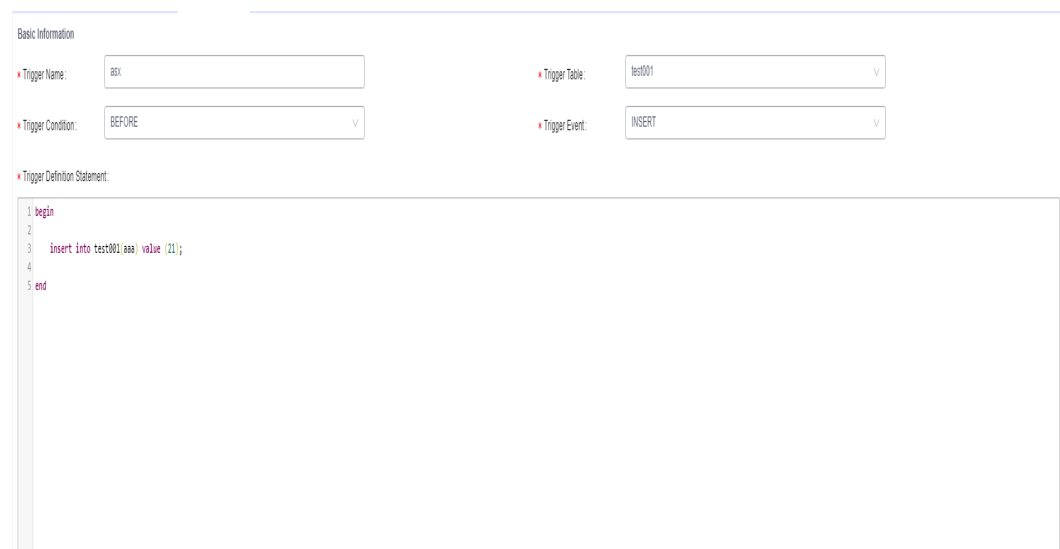 Basic Information
* Trigger Name: asx * Trigger Table: test001
* Trigger Condition: BEFORE * Trigger Event: INSERT
* Trigger Definition Statement:
1 begin
2
3 insert into test001(aaa) value (21);
4
5 end